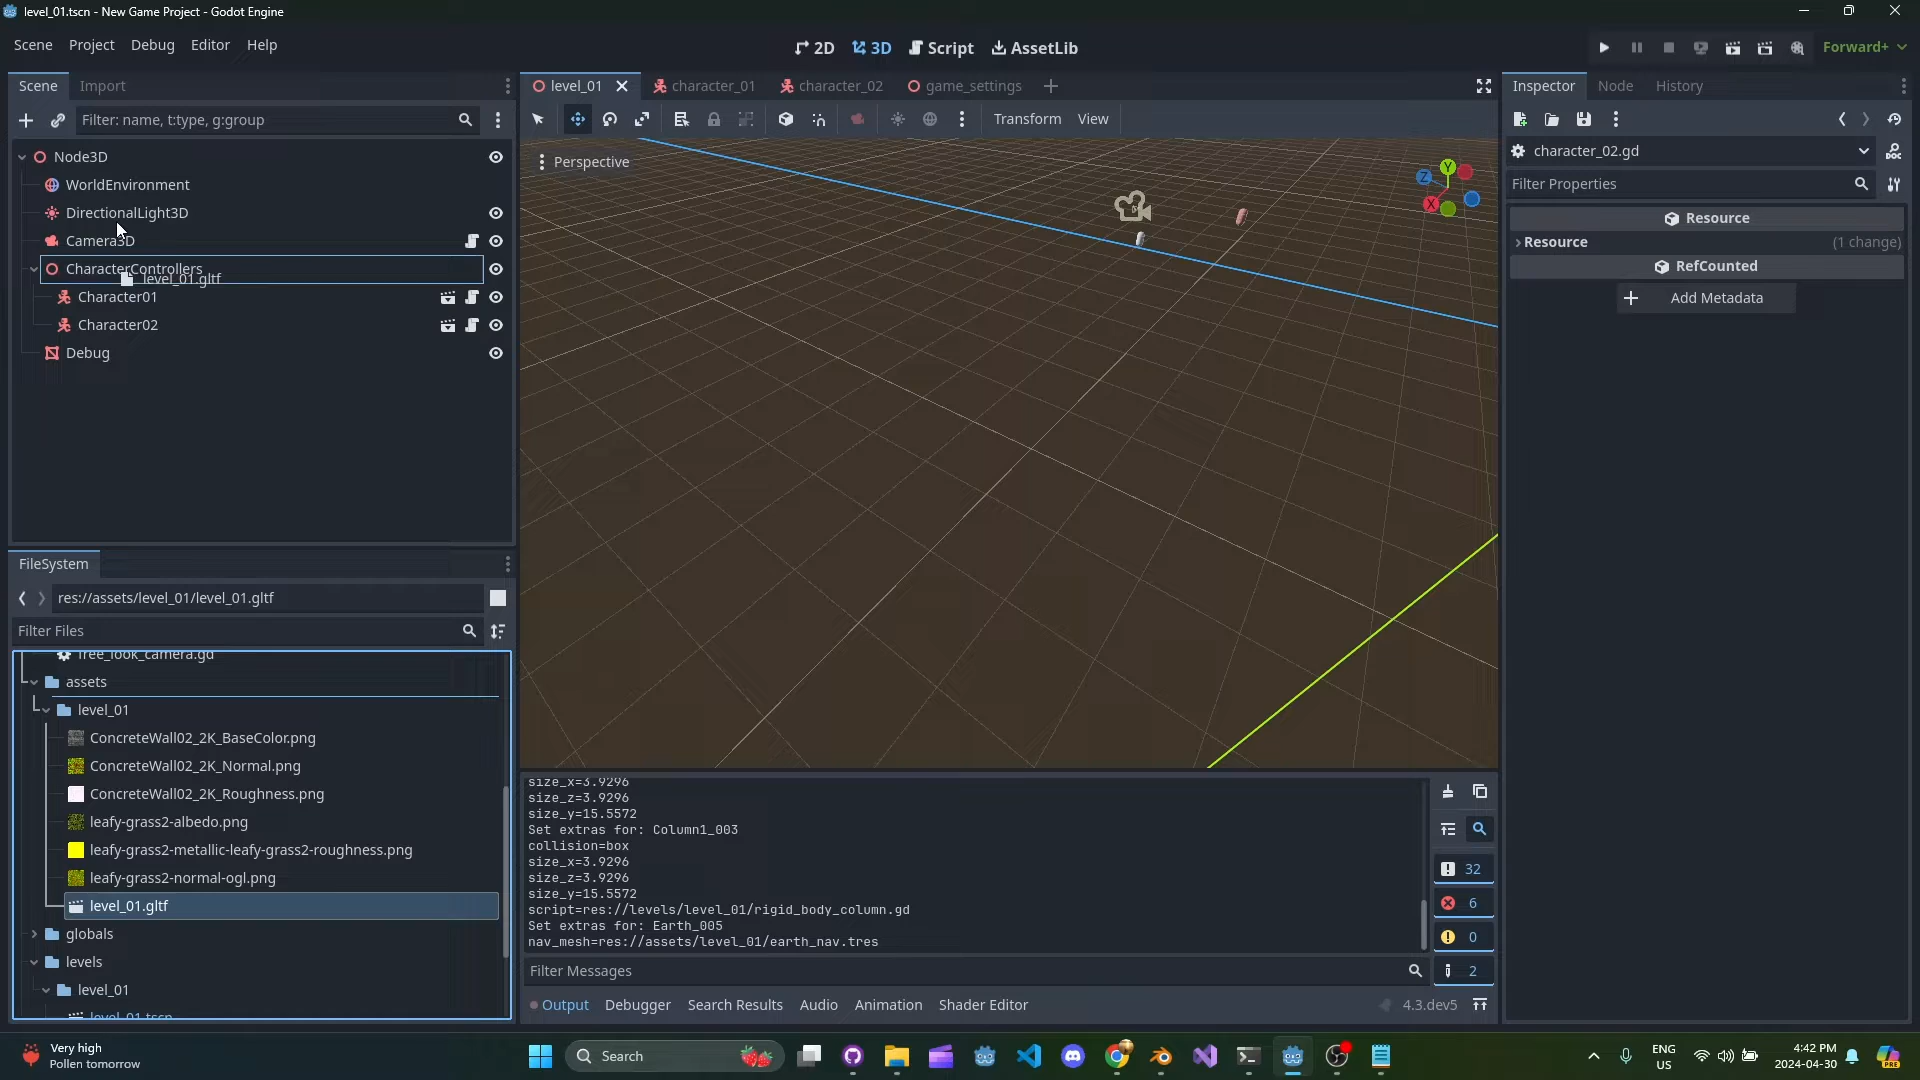 level_01.tscn - New Game Project - Godot Engine
Scene Project Debug Editor Help
2D 3D Script AssetLib
Forward+
Scene Import
level_01 character_01 character_02 game_settings
Inspector Node History
Filter: name, t:type, g:group
Transform View
Node3D
WorldEnvironment
DirectionalLight3D
Camera3D
CharacterControllers
level_01.gltf
Character01
Character02
Debug
Perspective
Y
Z
X
character_02.gd
Filter Properties
Resource
Resource (1 change)
RefCounted
Add Metadata
FileSystem
res://assets/level_01/level_01.gltf
Filter Files
free_look_camera.gd
assets
level_01
ConcreteWall02_2K_BaseColor.png
ConcreteWall02_2K_Normal.png
ConcreteWall02_2K_Roughness.png
leafy-grass2-albedo.png
leafy-grass2-metallic-leafy-grass2-roughness.png
leafy-grass2-normal-ogl.png
level_01.gltf
globals
levels
level_01
level_01.tscn
size_x=3.9296
size_z=3.9296
size_y=15.5572
Set extras for: Column1_003
collision=box
size_x=3.9296
size_z=3.9296
size_y=15.5572
script=res://levels/level_01/rigid_body_column.gd
Set extras for: Earth_005
nav_mesh=res://assets/level_01/earth_nav.tres
32
6
0
2
Filter Messages
Output Debugger Search Results Audio Animation Shader Editor
4.3.dev5
Very high
Pollen tomorrow
Search
ENG
US
4:42 PM
2024-04-30
PRE